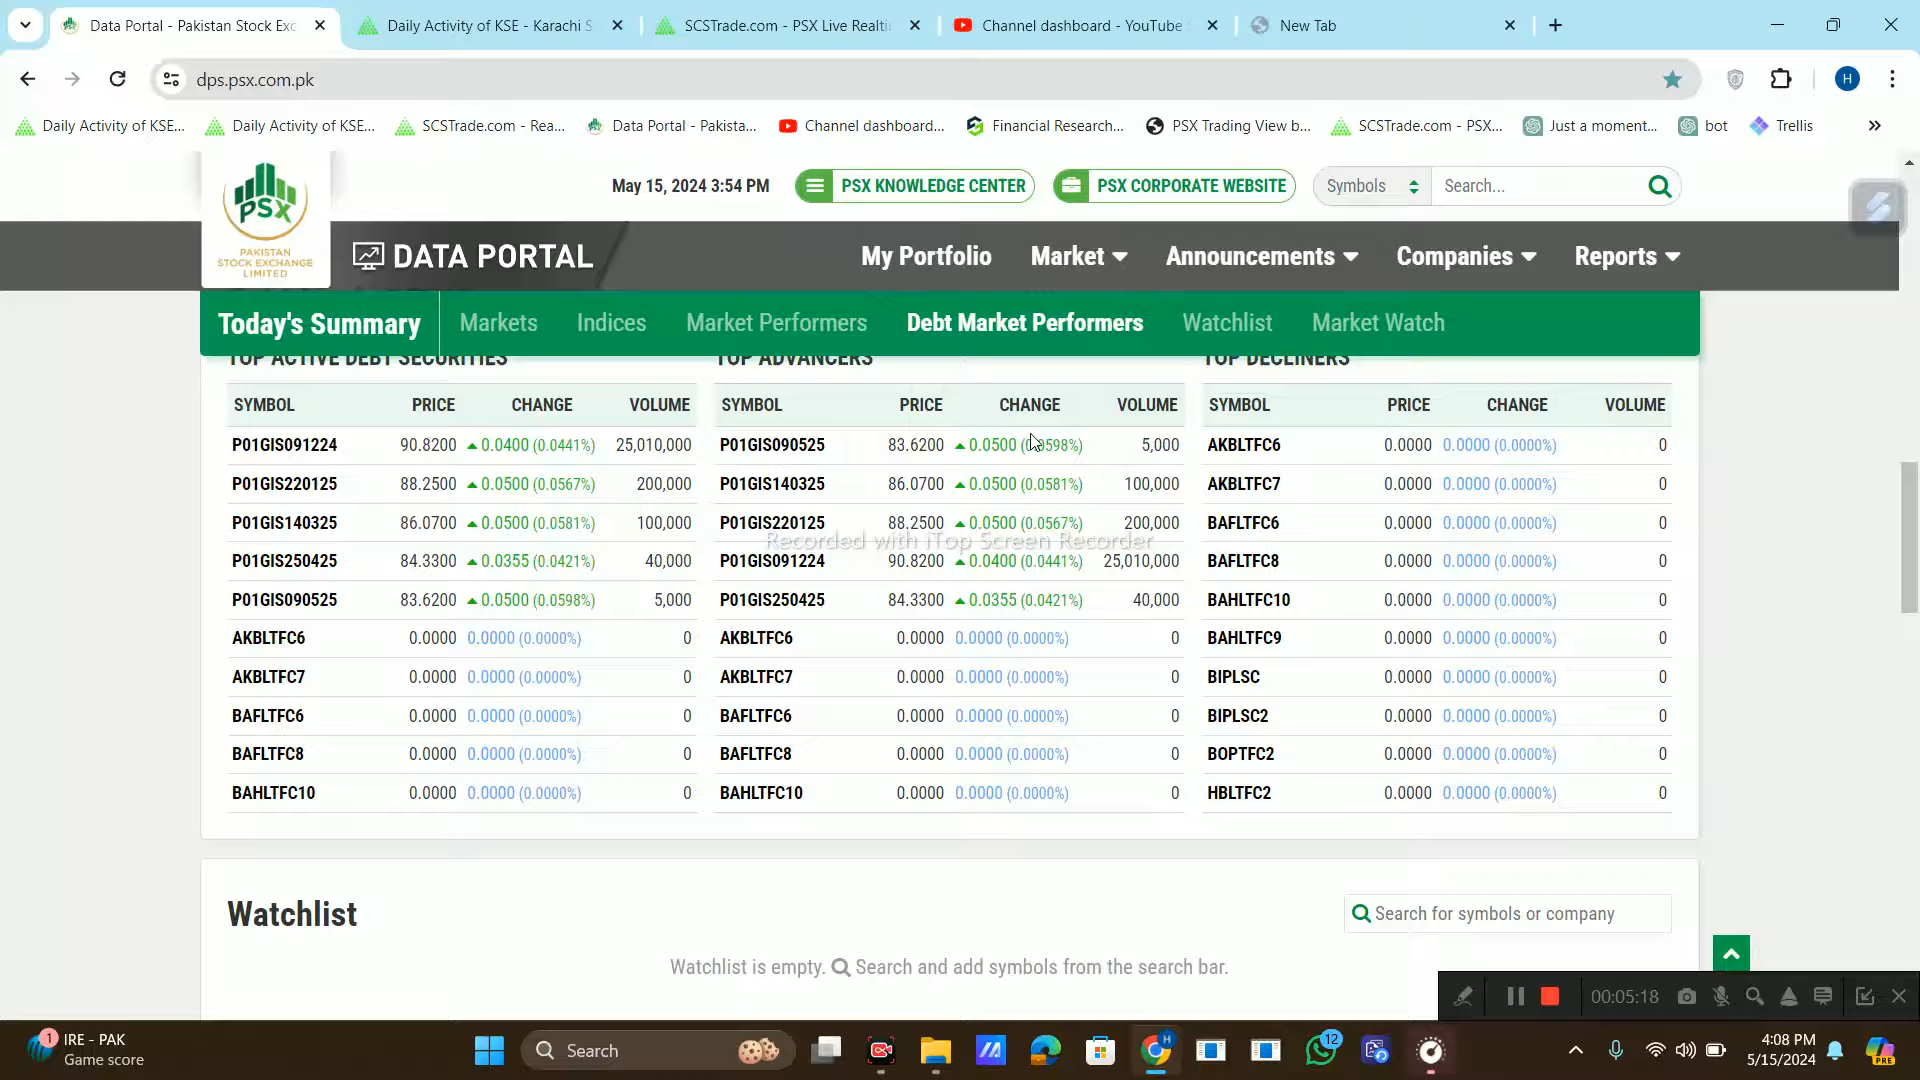 Data Portal - Pakistan Stock Exc
Daily Activity of KSE - Karachi S
SCSTrade.com - PSX Live Realti
Channel dashboard - YouTube
New Tab
dps.psx.com.pk
H
Daily Activity of KSE...
Daily Activity of KSE...
SCSTrade.com - Rea...
Data Portal - Pakista...
Channel dashboard...
Financial Research...
PSX Trading View b...
SCSTrade.com - PSX...
Just a moment...
bot
Trellis
PSX
PAKISTAN
STOCK EXCHANGE
LIMITED
May 15, 2024 3:54 PM
PSX KNOWLEDGE CENTER
PSX CORPORATE WEBSITE
Symbols
Search...
DATA PORTAL
My Portfolio
Market
Announcements
Companies
Reports
Today's Summary
Markets
Indices
Market Performers
Debt Market Performers
Watchlist
Market Watch
TOP ACTIVE DEBT SECURITIES
TOP ADVANCERS
TOP DECLINERS
SYMBOL PRICE CHANGE VOLUME
P01GIS091224 90.8200 0.0400 (0.0441%) 25,010,000
P01GIS220125 88.2500 0.0500 (0.0567%) 200,000
P01GIS140325 86.0700 0.0500 (0.0581%) 100,000
P01GIS250425 84.3300 0.0355 (0.0421%) 40,000
P01GIS090525 83.6200 0.0500 (0.0598%) 5,000
AKBLTFC6 0.0000 0.0000 (0.0000%) 0
AKBLTFC7 0.0000 0.0000 (0.0000%) 0
BAFLTFC6 0.0000 0.0000 (0.0000%) 0
BAFLTFC8 0.0000 0.0000 (0.0000%) 0
BAHLTFC10 0.0000 0.0000 (0.0000%) 0
SYMBOL PRICE CHANGE VOLUME
P01GIS090525 83.6200 0.0500 (0.0598%) 5,000
P01GIS140325 86.0700 0.0500 (0.0581%) 100,000
P01GIS220125 88.2500 0.0500 (0.0567%) 200,000
P01GIS091224 90.8200 0.0400 (0.0441%) 25,010,000
P01GIS250425 84.3300 0.0355 (0.0421%) 40,000
AKBLTFC6 0.0000 0.0000 (0.0000%) 0
AKBLTFC7 0.0000 0.0000 (0.0000%) 0
BAFLTFC6 0.0000 0.0000 (0.0000%) 0
BAFLTFC8 0.0000 0.0000 (0.0000%) 0
BAHLTFC10 0.0000 0.0000 (0.0000%) 0
SYMBOL PRICE CHANGE VOLUME
AKBLTFC6 0.0000 0.0000 (0.0000%) 0
AKBLTFC7 0.0000 0.0000 (0.0000%) 0
BAFLTFC6 0.0000 0.0000 (0.0000%) 0
BAFLTFC8 0.0000 0.0000 (0.0000%) 0
BAHLTFC10 0.0000 0.0000 (0.0000%) 0
BAHLTFC9 0.0000 0.0000 (0.0000%) 0
BIPLSC 0.0000 0.0000 (0.0000%) 0
BIPLSC2 0.0000 0.0000 (0.0000%) 0
BOPTFC2 0.0000 0.0000 (0.0000%) 0
HBLTFC2 0.0000 0.0000 (0.0000%) 0
Recorded with iTop Screen Recorder
Watchlist
Search for symbols or company
Watchlist is empty. Search and add symbols from the search bar.
00:05:18
1
IRE - PAK
Game score
Search
12
4:08 PM
5/15/2024
PRE